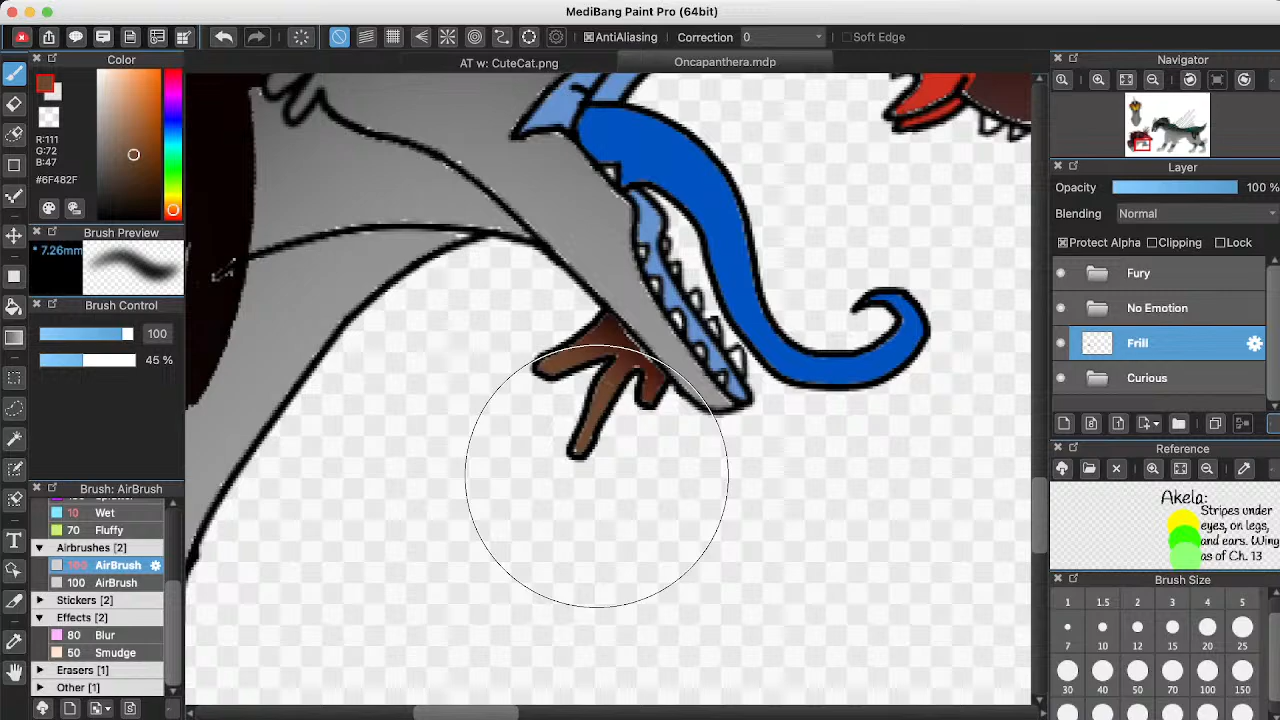 MediBang Paint Pro (64bit)
AntiAliasing Correction 0 Soft Edge
AT w: CuteCat.png Oncapanthera.mdp
Color
R:111
G:72
B:47
#6F482F
Brush Preview
* 7.26mm
Brush Control
100
45 %
Brush: AirBrush
10 Wet
70 Fluffy
Airbrushes [2]
100 AirBrush
100 AirBrush
Stickers [2]
Effects [2]
80 Blur
50 Smudge
Erasers [1]
Other [1]
Navigator
Layer
Opacity 100 %
Blending Normal
Protect Alpha Clipping Lock
Fury
No Emotion
Frill
Curious
Reference
Akela:
Stripes under
eyes, on legs,
and ears. Wing
as of Ch. 13
Brush Size
1 1.5 2 3 4 5
7 10 12 15 20 25
30 40 50 70 100 150